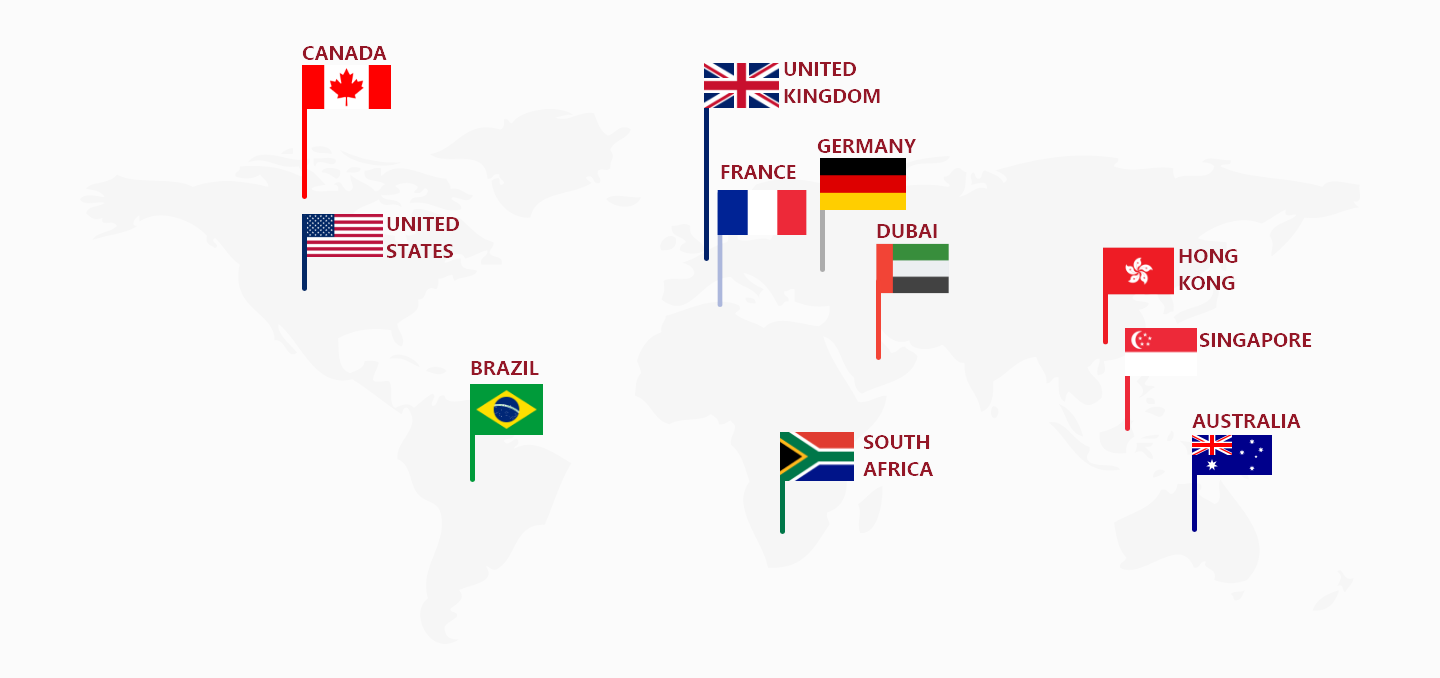 CANADA
UNITED
KINGDOM
GERMANY
FRANCE
UNITED
STATES
DUBAI
HONG
KONG
SINGAPORE
BRAZIL
AUSTRALIA
SOUTH
AFRICA